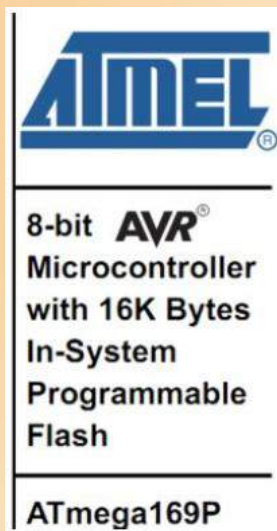 ATMEL
®
8-bit AVR®
Microcontroller
with 16K Bytes
In-System
Programmable
Flash
ATmega169P